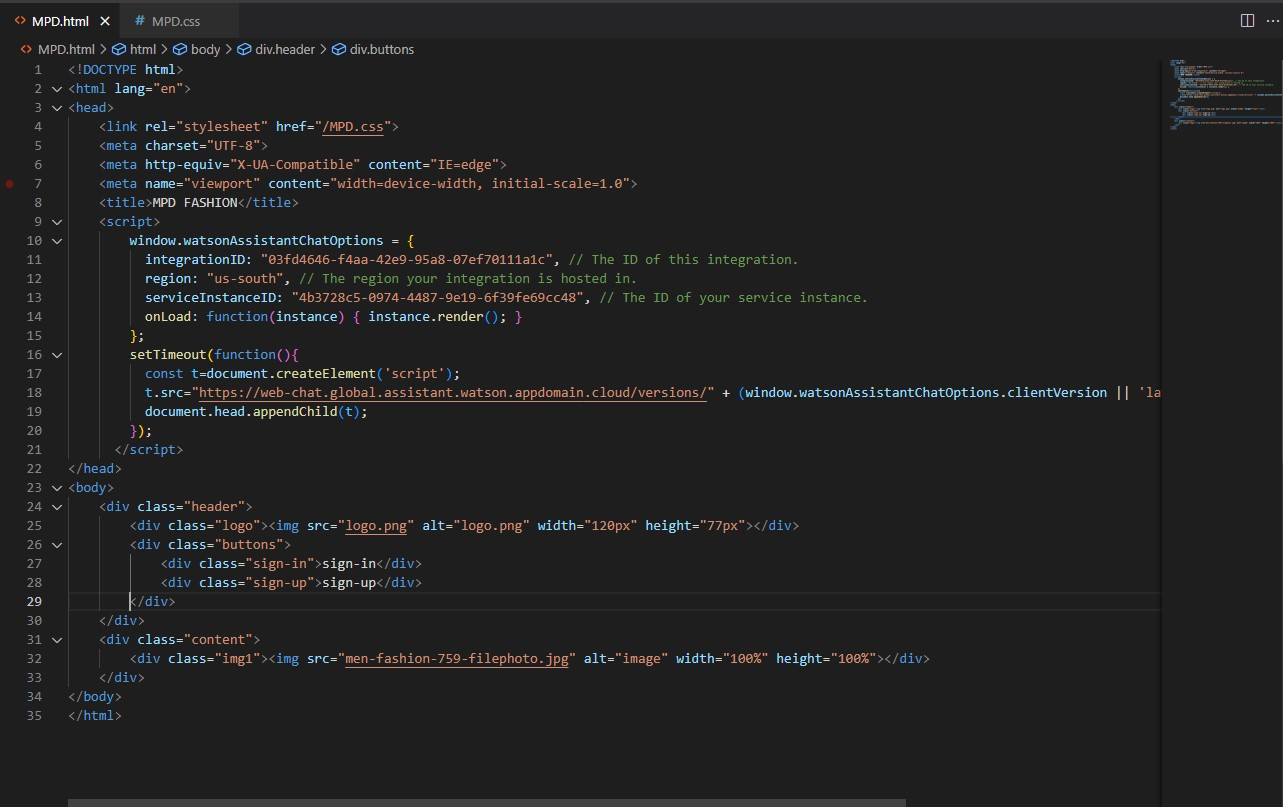 MPD.html
MPD.css
MPD.html > html > body > div.header > div.buttons
1 <!DOCTYPE html>
2 <html lang="en">
3 <head>
4 <link rel="stylesheet" href="/MPD.css">
5 <meta charset="UTF-8">
6 <meta http-equiv="X-UA-Compatible" content="IE=edge">
7 <meta name="viewport" content="width=device-width, initial-scale=1.0">
8 <title>MPD FASHION</title>
9 <script>
10 window.watsonAssistantChatOptions = {
11 integrationID: "03fd4646-f4aa-42e9-95a8-07ef70111a1c", // The ID of this integration.
12 region: "us-south", // The region your integration is hosted in.
13 serviceInstanceID: "4b3728c5-0974-4487-9e19-6f39fe69cc48", // The ID of your service instance.
14 onLoad: function(instance) { instance.render(); }
15 };
16 setTimeout(function(){
17 const t=document.createElement('script');
18 t.src="https://web-chat.global.assistant.watson.appdomain.cloud/versions/" + (window.watsonAssistantChatOptions.clientVersion || 'la
19 document.head.appendChild(t);
20 });
21 </script>
22 </head>
23 <body>
24 <div class="header">
25 <div class="logo"><img src="logo.png" alt="logo.png" width="120px" height="77px"></div>
26 <div class="buttons">
27 <div class="sign-in">sign-in</div>
28 <div class="sign-up">sign-up</div>
29 </div>
30 </div>
31 <div class="content">
32 <div class="img1"><img src="men-fashion-759-filephoto.jpg" alt="image" width="100%" height="100%"></div>
33 </div>
34 </body>
35 </html>